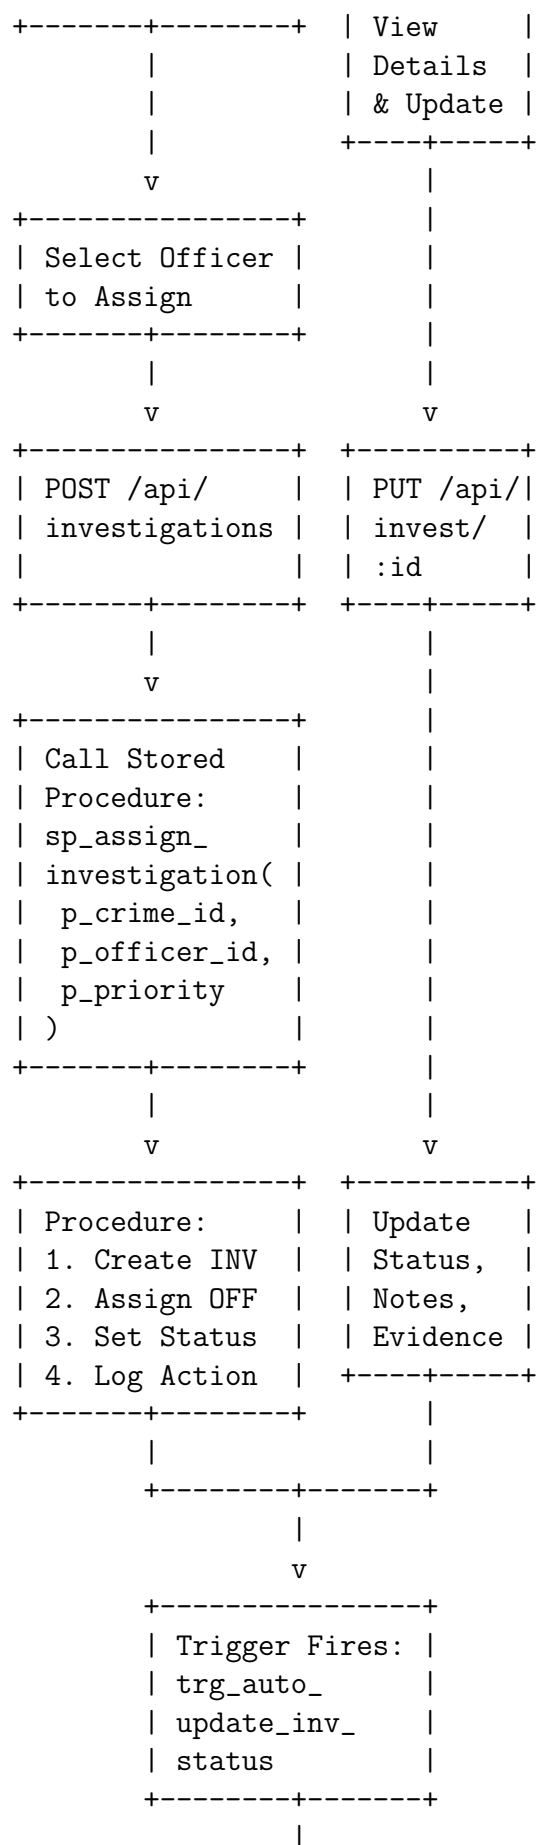 +-------+--------+  | View     |
        |           | Details  |
        |           | & Update |
        |           +----+-----+
        v                |
+----------------+       |
| Select Officer |       |
| to Assign      |       |
+-------+--------+       |
        |                |
        v                v
+----------------+  +----------+
| POST /api/     |  | PUT /api/|
| investigations |  | invest/  |
|                |  | :id      |
+-------+--------+  +----+-----+
        |                |
        v                |
+----------------+       |
| Call Stored    |       |
| Procedure:     |       |
| sp_assign_     |       |
| investigation( |       |
|  p_crime_id,   |       |
|  p_officer_id, |       |
|  p_priority    |       |
| )              |       |
+-------+--------+       |
        |                |
        v                v
+----------------+  +----------+
| Procedure:     |  | Update   |
| 1. Create INV  |  | Status,  |
| 2. Assign OFF  |  | Notes,   |
| 3. Set Status  |  | Evidence |
| 4. Log Action  |  +----+-----+
+-------+--------+       |
        |                |
        +--------+-------+
                 |
                 v
        +----------------+
        | Trigger Fires: |
        | trg_auto_      |
        | update_inv_    |
        | status         |
        +--------+-------+
                 |